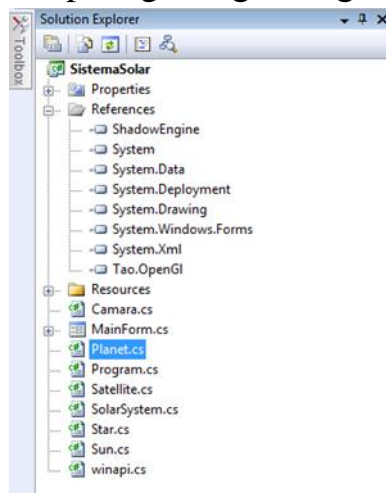 Solution Explorer
Toolbox
SistemaSolar
Properties
References
ShadowEngine
System
System.Data
System.Deployment
System.Drawing
System.Windows.Forms
System.Xml
Tao.OpenGl
Resources
Camara.cs
MainForm.cs
Planet.cs
Program.cs
Satellite.cs
SolarSystem.cs
Star.cs
Sun.cs
winapi.cs